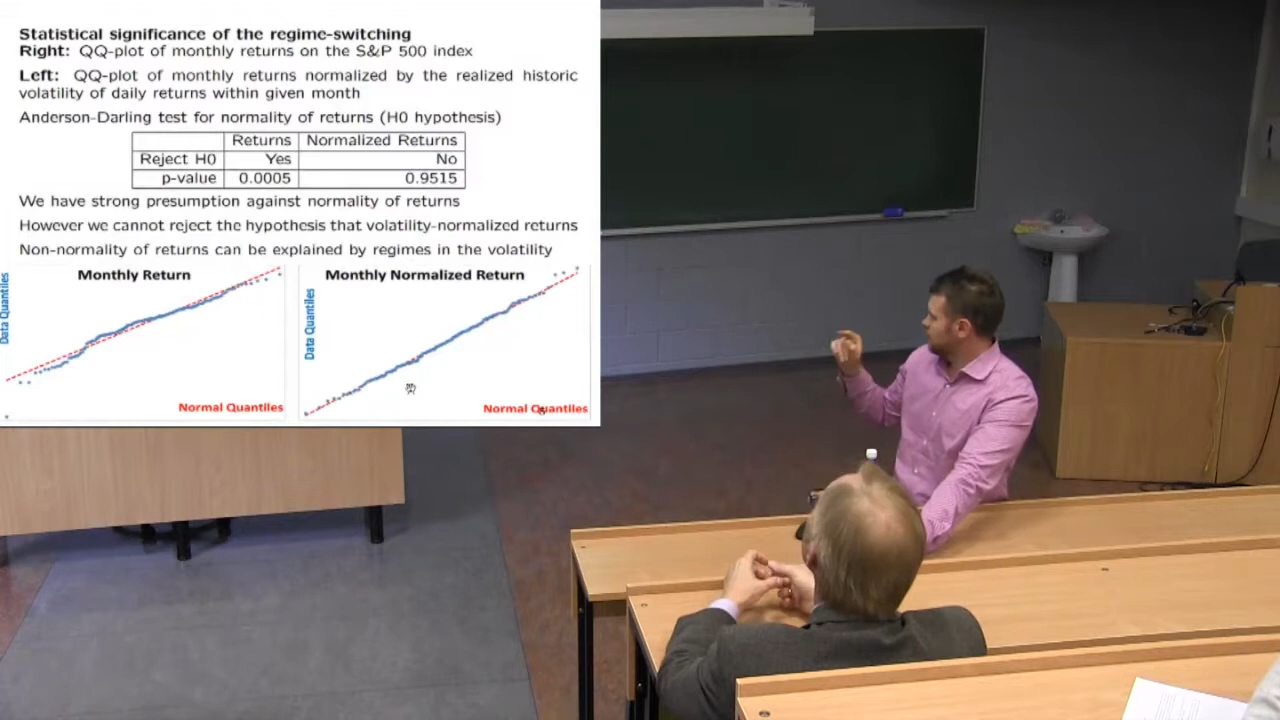 Statistical significance of the regime-switching
Right: QQ-plot of monthly returns on the S&P 500 index
Left: QQ-plot of monthly returns normalized by the realized historic
volatility of daily returns within given month
Anderson-Darling test for normality of returns (H0 hypothesis)
Returns Normalized Returns
Reject H0 Yes No
p-value 0.0005 0.9515
We have strong presumption against normality of returns
However we cannot reject the hypothesis that volatility-normalized returns
Non-normality of returns can be explained by regimes in the volatility
Monthly Return
Data Quantiles
Normal Quantiles
Monthly Normalized Return
Data Quantiles
Normal Quantiles